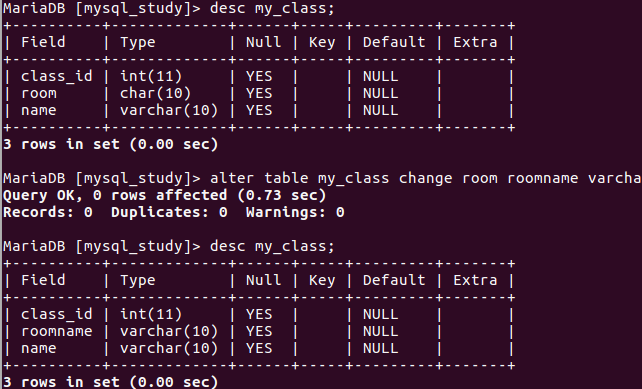 MariaDB [mysql_study]> desc my_class;
+----------+-------------+------+-----+---------+-------+
| Field    | Type        | Null | Key | Default | Extra |
+----------+-------------+------+-----+---------+-------+
| class_id | int(11)     | YES  |     | NULL    |       |
| room     | char(10)    | YES  |     | NULL    |       |
| name     | varchar(10) | YES  |     | NULL    |       |
+----------+-------------+------+-----+---------+-------+
3 rows in set (0.00 sec)
MariaDB [mysql_study]> alter table my_class change room roomname varcha
Query OK, 0 rows affected (0.73 sec)
Records: 0  Duplicates: 0  Warnings: 0
MariaDB [mysql_study]> desc my_class;
+----------+-------------+------+-----+---------+-------+
| Field    | Type        | Null | Key | Default | Extra |
+----------+-------------+------+-----+---------+-------+
| class_id | int(11)     | YES  |     | NULL    |       |
| roomname | varchar(10) | YES  |     | NULL    |       |
| name     | varchar(10) | YES  |     | NULL    |       |
+----------+-------------+------+-----+---------+-------+
3 rows in set (0.00 sec)